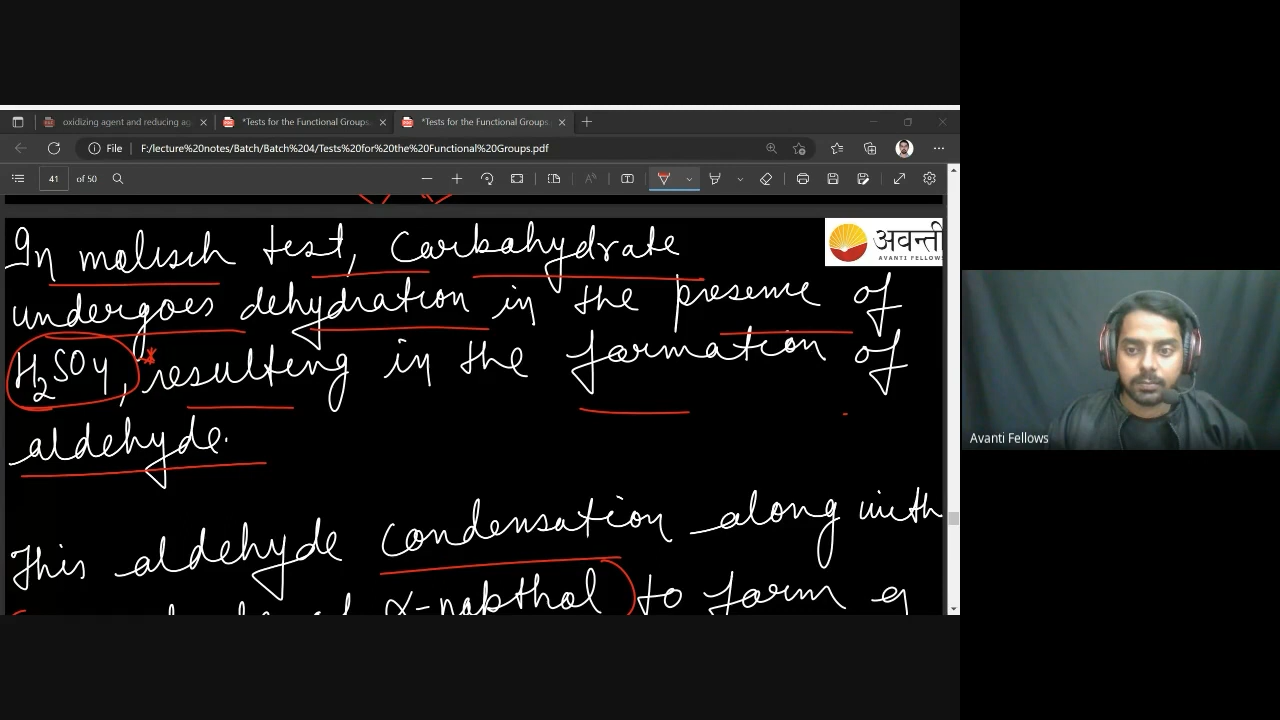 oxidizing agent and reducing ag
*Tests for the Functional Groups.
*Tests for the Functional Groups.
File
F:/lecture%20notes/Batch/Batch%204/Tests%20for%20the%20Functional%20Groups.pdf
41 of 50
In molisch test, Carbohydrate
अवन्ती
AVANTI FELLOWS
undergoes dehydration in the presence of
H₂SO₄, *resulting in the formation of
aldehyde.
Avanti Fellows
This aldehyde condensation along with
α-napthol to form a